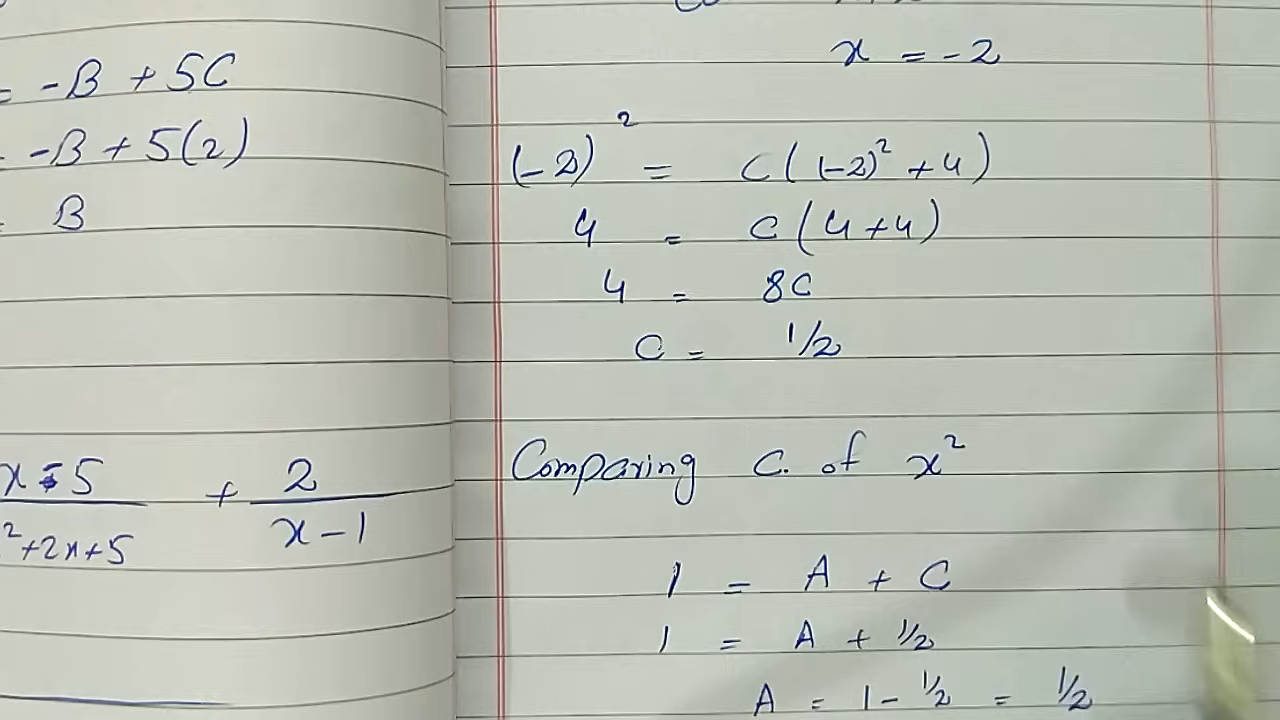 = -B + 5C
= -B + 5(2)
= B
x-5 + 2
²+2x+5 x-1
x = -2
(-2)² = C((-2)² + 4)
4 = C(4+4)
4 = 8C
C = 1/2
Comparing C. of x²
1 = A + C
1 = A + 1/2
A = 1 - 1/2 = 1/2